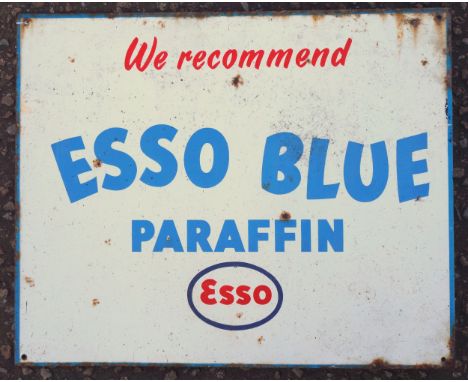 We recommend
ESSO BLUE
PARAFFIN
Esso